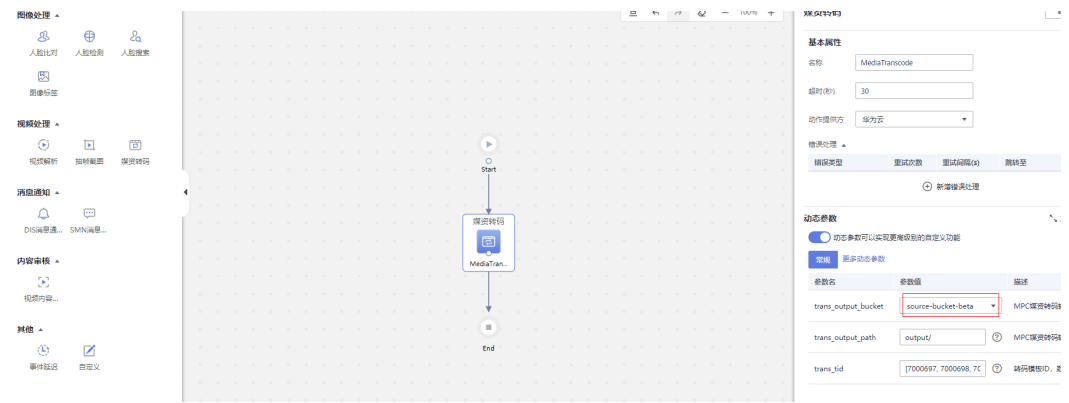 图像处理
人脸比对
人脸检测
人脸搜索
图像标签
视频处理
视频解析
抽帧截图
媒资转码
消息通知
DIS消息通...
SMN消息...
内容审核
视频内容...
其他
事件延迟
自定义
100%
Start
媒资转码
MediaTran...
End
媒资转码
基本属性
名称
MediaTranscode
超时(秒)
30
动作提供方
华为云
错误处理
错误类型 重试次数 重试间隔(s) 跳转至
新增错误处理
动态参数
动态参数可以实现更高级别的自定义功能
常规 更多动态参数
参数名 参数值 描述
trans_output_bucket source-bucket-beta MPC媒资转码
trans_output_path output/ MPC媒资转码
trans_tid [7000697, 7000698, 70 转码模板ID,